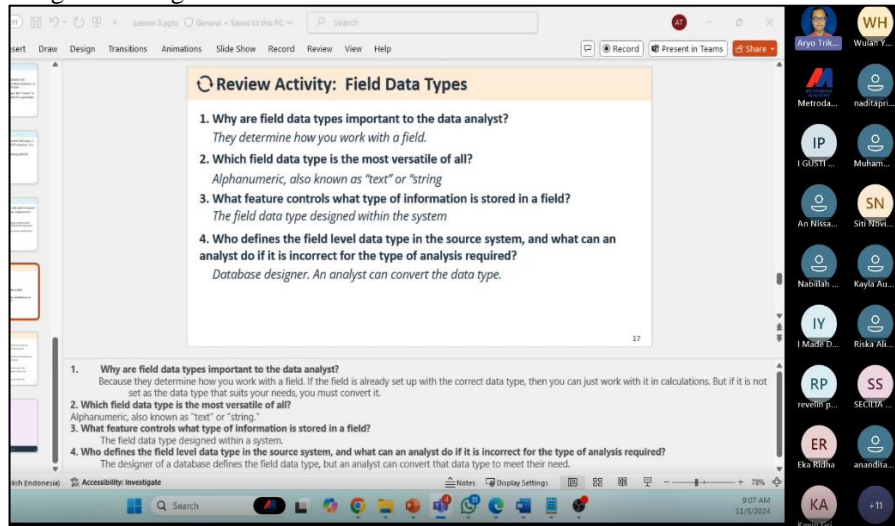 Lesson 3.pptx
General • Saved to this PC
Search
AT
sert Draw Design Transitions Animations Slide Show Record Review View Help
Record
Present in Teams
Share
Review Activity: Field Data Types
1. Why are field data types important to the data analyst?
They determine how you work with a field.
2. Which field data type is the most versatile of all?
Alphanumeric, also known as “text” or “string
3. What feature controls what type of information is stored in a field?
The field data type designed within the system
4. Who defines the field level data type in the source system, and what can an
analyst do if it is incorrect for the type of analysis required?
Database designer. An analyst can convert the data type.
17
1. Why are field data types important to the data analyst?
Because they determine how you work with a field. If the field is already set up with the correct data type, then you can just work with it in calculations. But if it is not
set as the data type that suits your needs, you must convert it.
2. Which field data type is the most versatile of all?
Alphanumeric, also known as "text" or "string."
3. What feature controls what type of information is stored in a field?
The field data type designed within a system.
4. Who defines the field level data type in the source system, and what can an analyst do if it is incorrect for the type of analysis required?
The designer of a database defines the field data type, but an analyst can convert that data type to meet their need.
lish (Indonesia)
Accessibility: Investigate
Notes
Display Settings
78%
Search
9:07 AM
11/5/2024
Aryo Trik...
WH
Wulan Y...
Metroda...
naditapri...
IP
I GUSTI ...
Muham...
An Nissa...
SN
Siti Novi...
Nabiilah ...
Kayla Au...
IY
I Made D...
Riska Ali...
RP
revelin p...
SS
SECILIA ...
ER
Eka Ridha
anandita...
KA
Kevin Gri...
+11